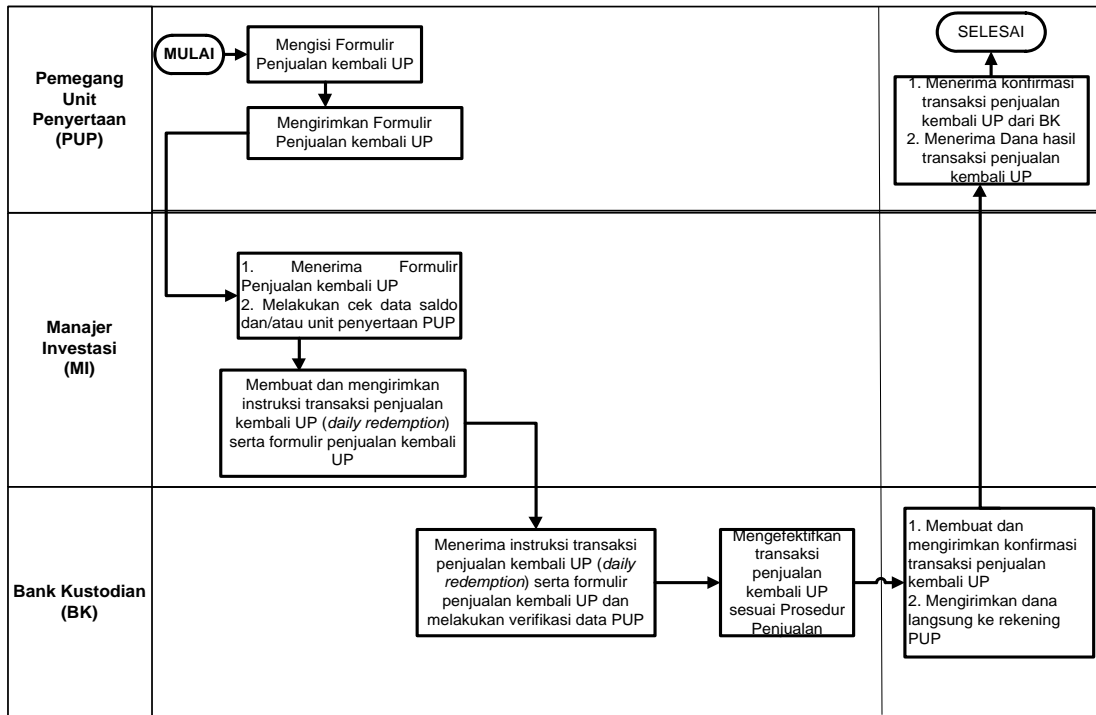 Pemegang
Unit
Penyertaan
(PUP)
MULAI
Mengisi Formulir
Penjualan kembali UP
Mengirimkan Formulir
Penjualan kembali UP
SELESAI
1. Menerima konfirmasi
transaksi penjualan
kembali UP dari BK
2. Menerima Dana hasil
transaksi penjualan
kembali UP
Manajer
Investasi
(MI)
1. Menerima Formulir
Penjualan kembali UP
2. Melakukan cek data saldo
dan/atau unit penyertaan PUP
Membuat dan mengirimkan
instruksi transaksi penjualan
kembali UP (daily redemption)
serta formulir penjualan kembali
UP
Bank Kustodian
(BK)
Menerima instruksi transaksi
penjualan kembali UP (daily
redemption) serta formulir
penjualan kembali UP dan
melakukan verifikasi data PUP
Mengefektifkan
transaksi
penjualan
kembali UP
sesuai Prosedur
Penjualan
1. Membuat dan
mengirimkan konfirmasi
transaksi penjualan
kembali UP
2. Mengirimkan dana
langsung ke rekening
PUP